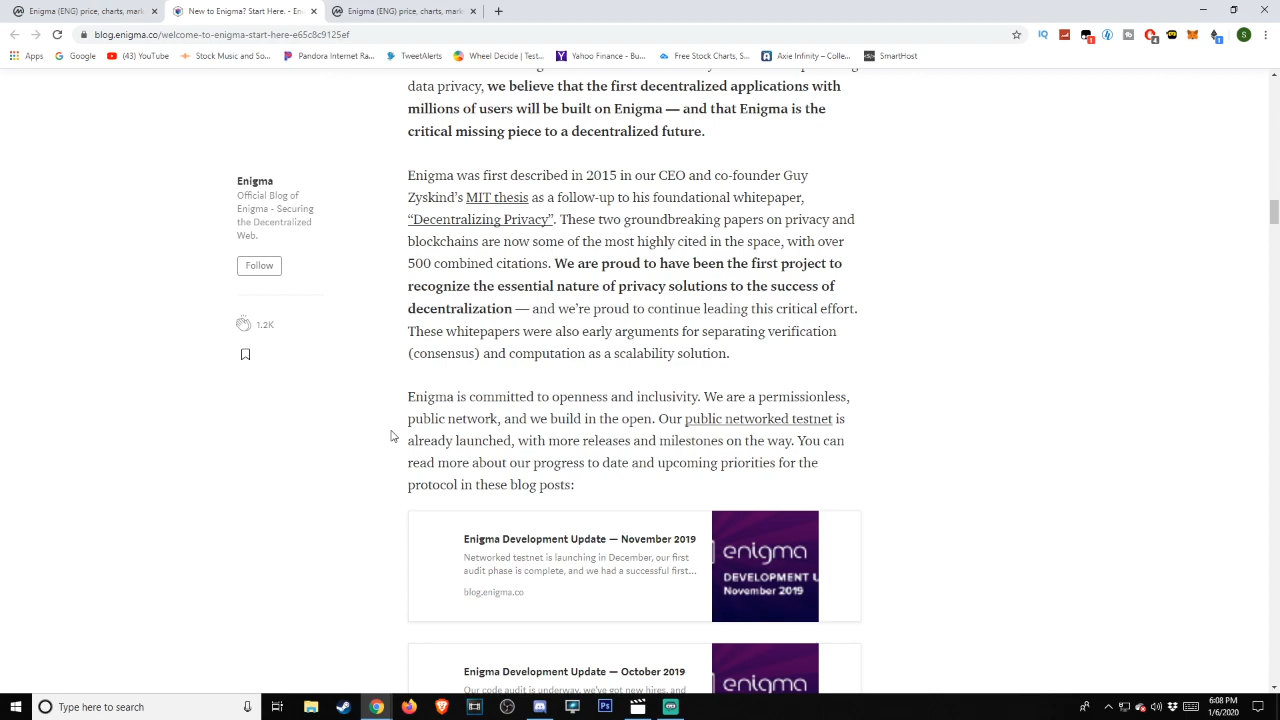 Enigma (ENG) price, charts, mark
New to Enigma? Start Here. - Eni
Enigma (ENG) price, charts, mark
blog.enigma.co/welcome-to-enigma-start-here-e65c8c9125ef
Apps
Google
(43) YouTube
Stock Music and So...
Pandora Internet Ra...
TweetAlerts
Wheel Decide | Test...
Yahoo Finance - Bu...
Free Stock Charts, S...
Axie Infinity – Colle...
SmartHost
data privacy, we believe that the first decentralized applications with
millions of users will be built on Enigma — and that Enigma is the
critical missing piece to a decentralized future.
Enigma
Official Blog of
Enigma - Securing
the Decentralized
Web.
Follow
1.2K
Enigma was first described in 2015 in our CEO and co-founder Guy
Zyskind’s MIT thesis as a follow-up to his foundational whitepaper,
“Decentralizing Privacy”. These two groundbreaking papers on privacy and
blockchains are now some of the most highly cited in the space, with over
500 combined citations. We are proud to have been the first project to
recognize the essential nature of privacy solutions to the success of
decentralization — and we’re proud to continue leading this critical effort.
These whitepapers were also early arguments for separating verification
(consensus) and computation as a scalability solution.
Enigma is committed to openness and inclusivity. We are a permissionless,
public network, and we build in the open. Our public networked testnet is
already launched, with more releases and milestones on the way. You can
read more about our progress to date and upcoming priorities for the
protocol in these blog posts:
Enigma Development Update — November 2019
Networked testnet is launching in December, our first
audit phase is complete, and we had a successful first...
blog.enigma.co
enigma
DEVELOPMENT U
November 2019
Enigma Development Update — October 2019
Our code audit is underway, we’ve got new hires, and
enigma
Type here to search
6:08 PM
1/6/2020